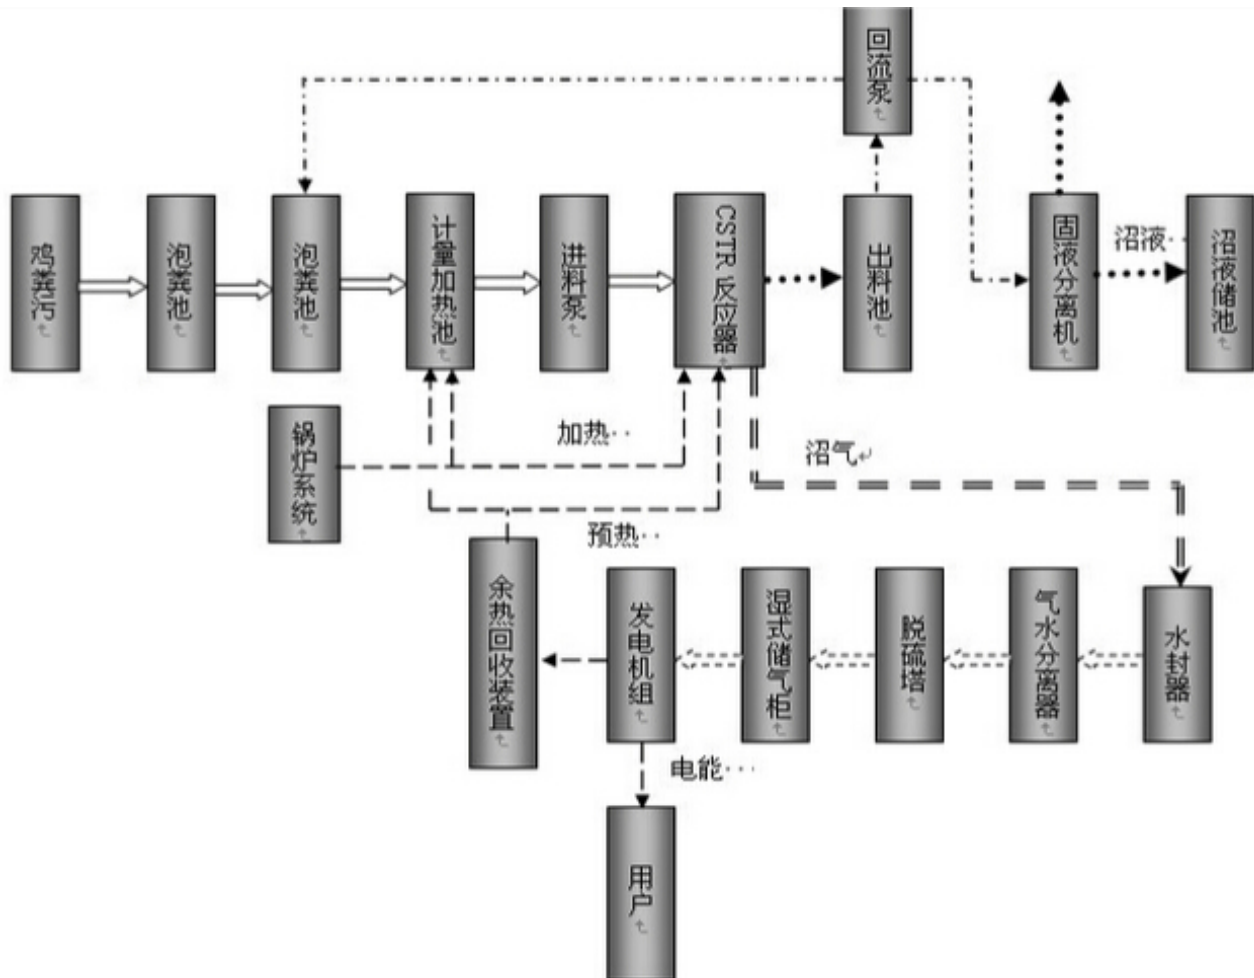 回流泵
鸡粪污
泡粪池
泡粪池
计量加热池
进料泵
CSTR反应器
出料池
固液分离机
沼液··
沼液储池
锅炉系统
加热··
沼气
预热··
余热回收装置
发电机组
湿式储气柜
脱硫塔
气水分离器
水封器
电能···
用户